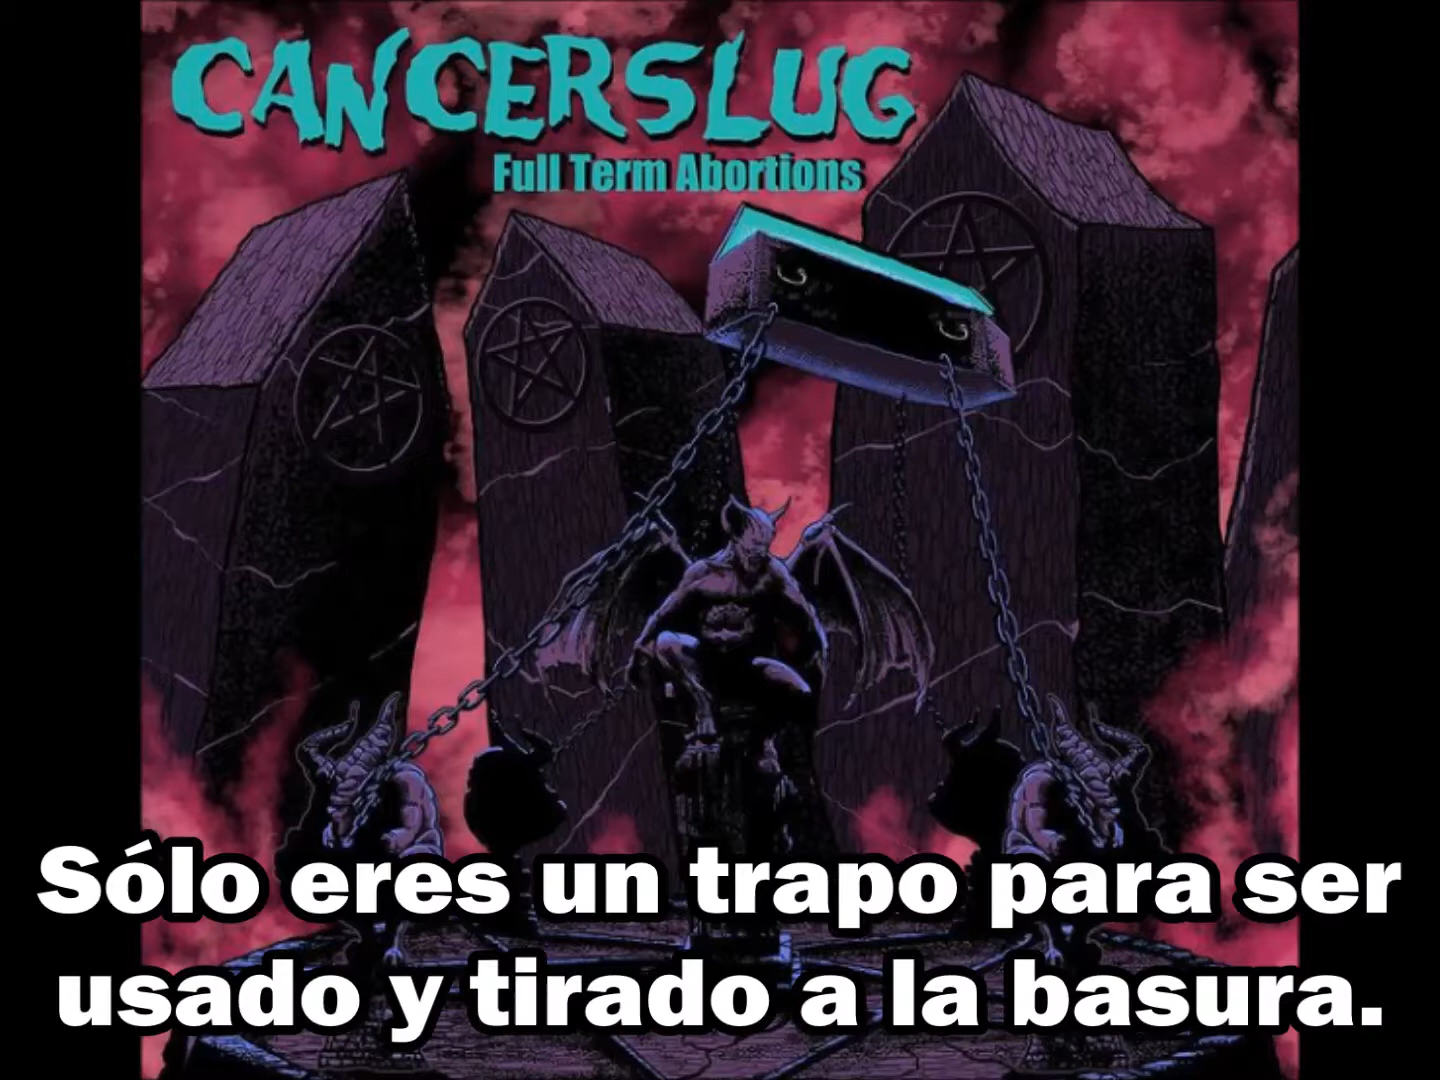 CANCERSLUG
Full Term Abortions
Sólo eres un trapo para ser
usado y tirado a la basura.